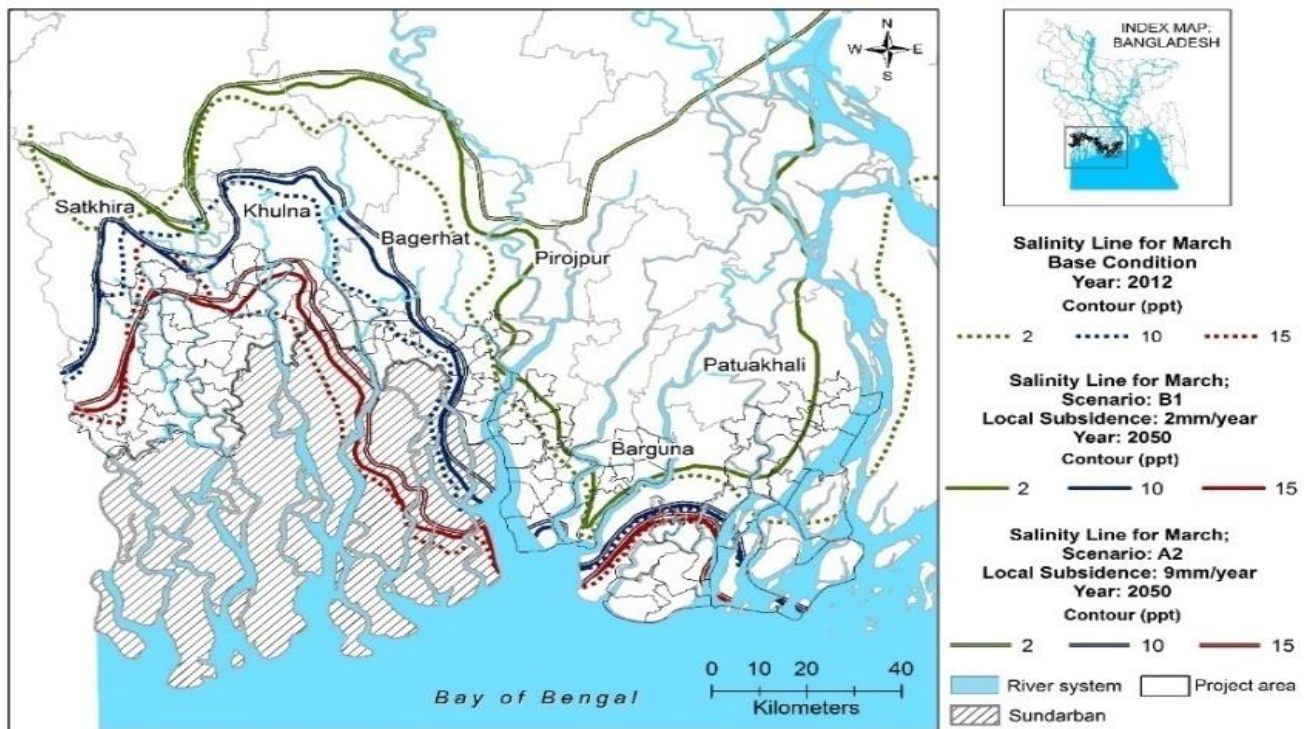 N
W E
S
Satkhira
Khulna
Bagerhat
Pirojpur
Patuakhali
Barguna
Bay of Bengal
0 10 20 40
Kilometers
INDEX MAP:
BANGLADESH
Salinity Line for March
Base Condition
Year: 2012
Contour (ppt)
2 10 15
Salinity Line for March;
Scenario: B1
Local Subsidence: 2mm/year
Year: 2050
Contour (ppt)
2 10 15
Salinity Line for March;
Scenario: A2
Local Subsidence: 9mm/year
Year: 2050
Contour (ppt)
2 10 15
River system Project area
Sundarban